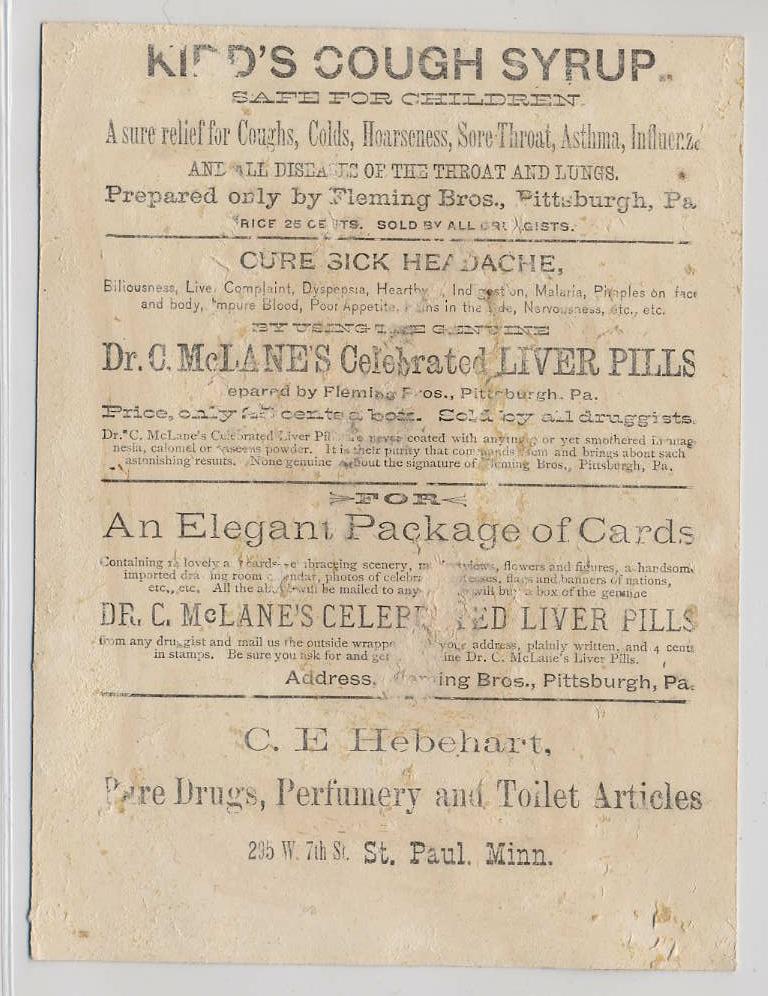 KIDD'S COUGH SYRUP.
SAFE FOR CHILDREN.
A sure relief for Coughs, Colds, Hoarseness, Sore Throat, Asthma, Influenza
AND ALL DISEASES OF THE THROAT AND LUNGS.
Prepared only by Fleming Bros., Pittsburgh, Pa
PRICE 25 CENTS. SOLD BY ALL DRUGGISTS.
CURE SICK HEADACHE,
Biliousness, Liver Complaint, Dyspepsia, Heartburn, Indigestion, Malaria, Pimples on face
and body, Impure Blood, Poor Appetite, Pains in the Side, Nervousness, etc., etc.
BY USING THE GENUINE
Dr. C. McLANE'S Celebrated LIVER PILLS
Prepared by Fleming Bros., Pittsburgh, Pa.
Price, only 25 cents a box. Sold by all druggists.
Dr. C. McLane's Celebrated Liver Pills are never coated with anything or yet smothered in mag-
nesia, calomel or powder. It is their purity that commands them and brings about such
astonishing results. None genuine without the signature of Fleming Bros., Pittsburgh, Pa.
FOR
An Elegant Package of Cards
Containing lovely cards embracing scenery, views, flowers and figures, a handsome
imported drawing room calendar, photos of celebrated actresses, flags and banners of nations,
etc., etc. All the above will be mailed to any will buy a box of the genuine
DR. C. McLANE'S CELEBRATED LIVER PILLS
from any druggist and mail us the outside wrapper your address, plainly written, and 4 cents
in stamps. Be sure you ask for and get genuine Dr. C. McLane's Liver Pills.
Address, Fleming Bros., Pittsburgh, Pa.
C. E Hebehart,
Pure Drugs, Perfumery and Toilet Articles
295 W. 7th St. St. Paul. Minn.